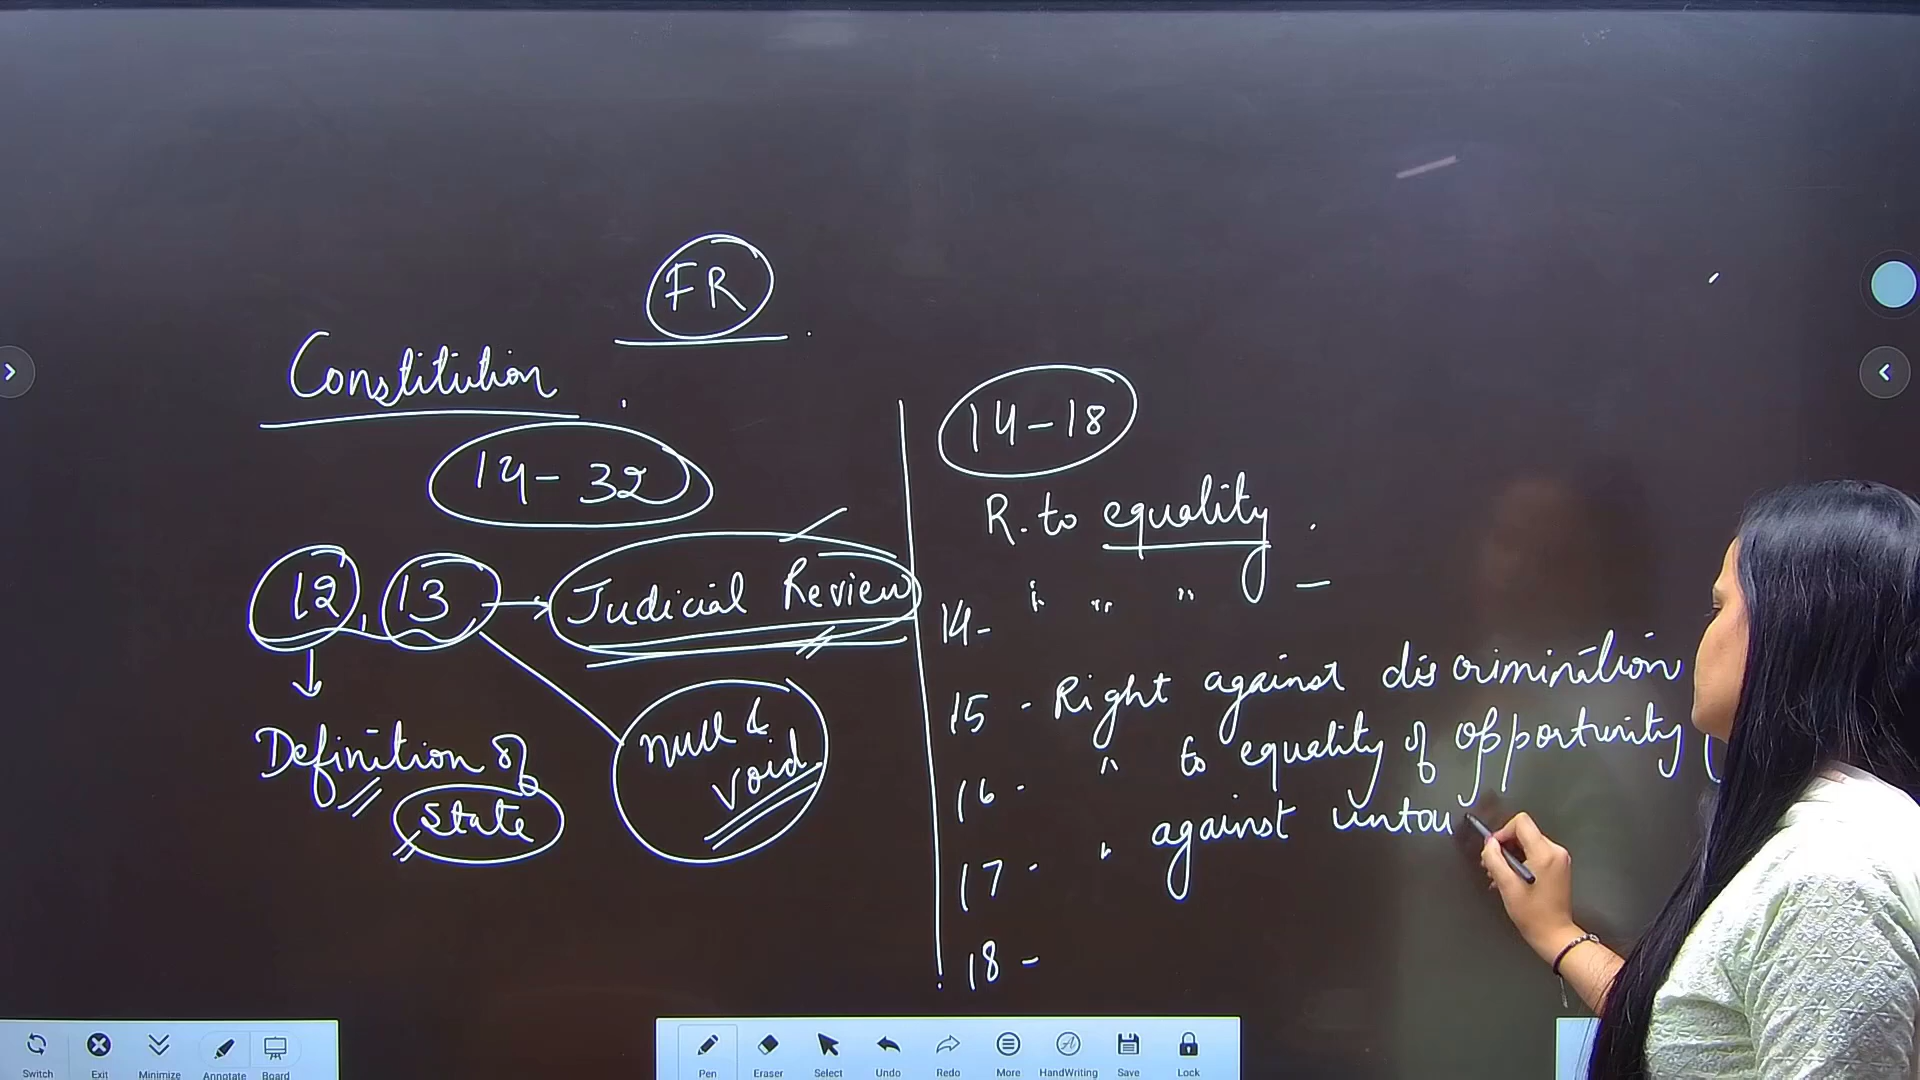 FR
Constitution
14-32
12, 13 → Judicial Review
Definition of
State
null &
void
14-18
R. to equality.
14- " " " —
15 - Right against discrimination
16 - " to equality of opportunity (
17 - " against untou
18 -
Switch Exit Minimize Annotate Board
Pen Eraser Select Undo Redo More HandWriting Save Lock